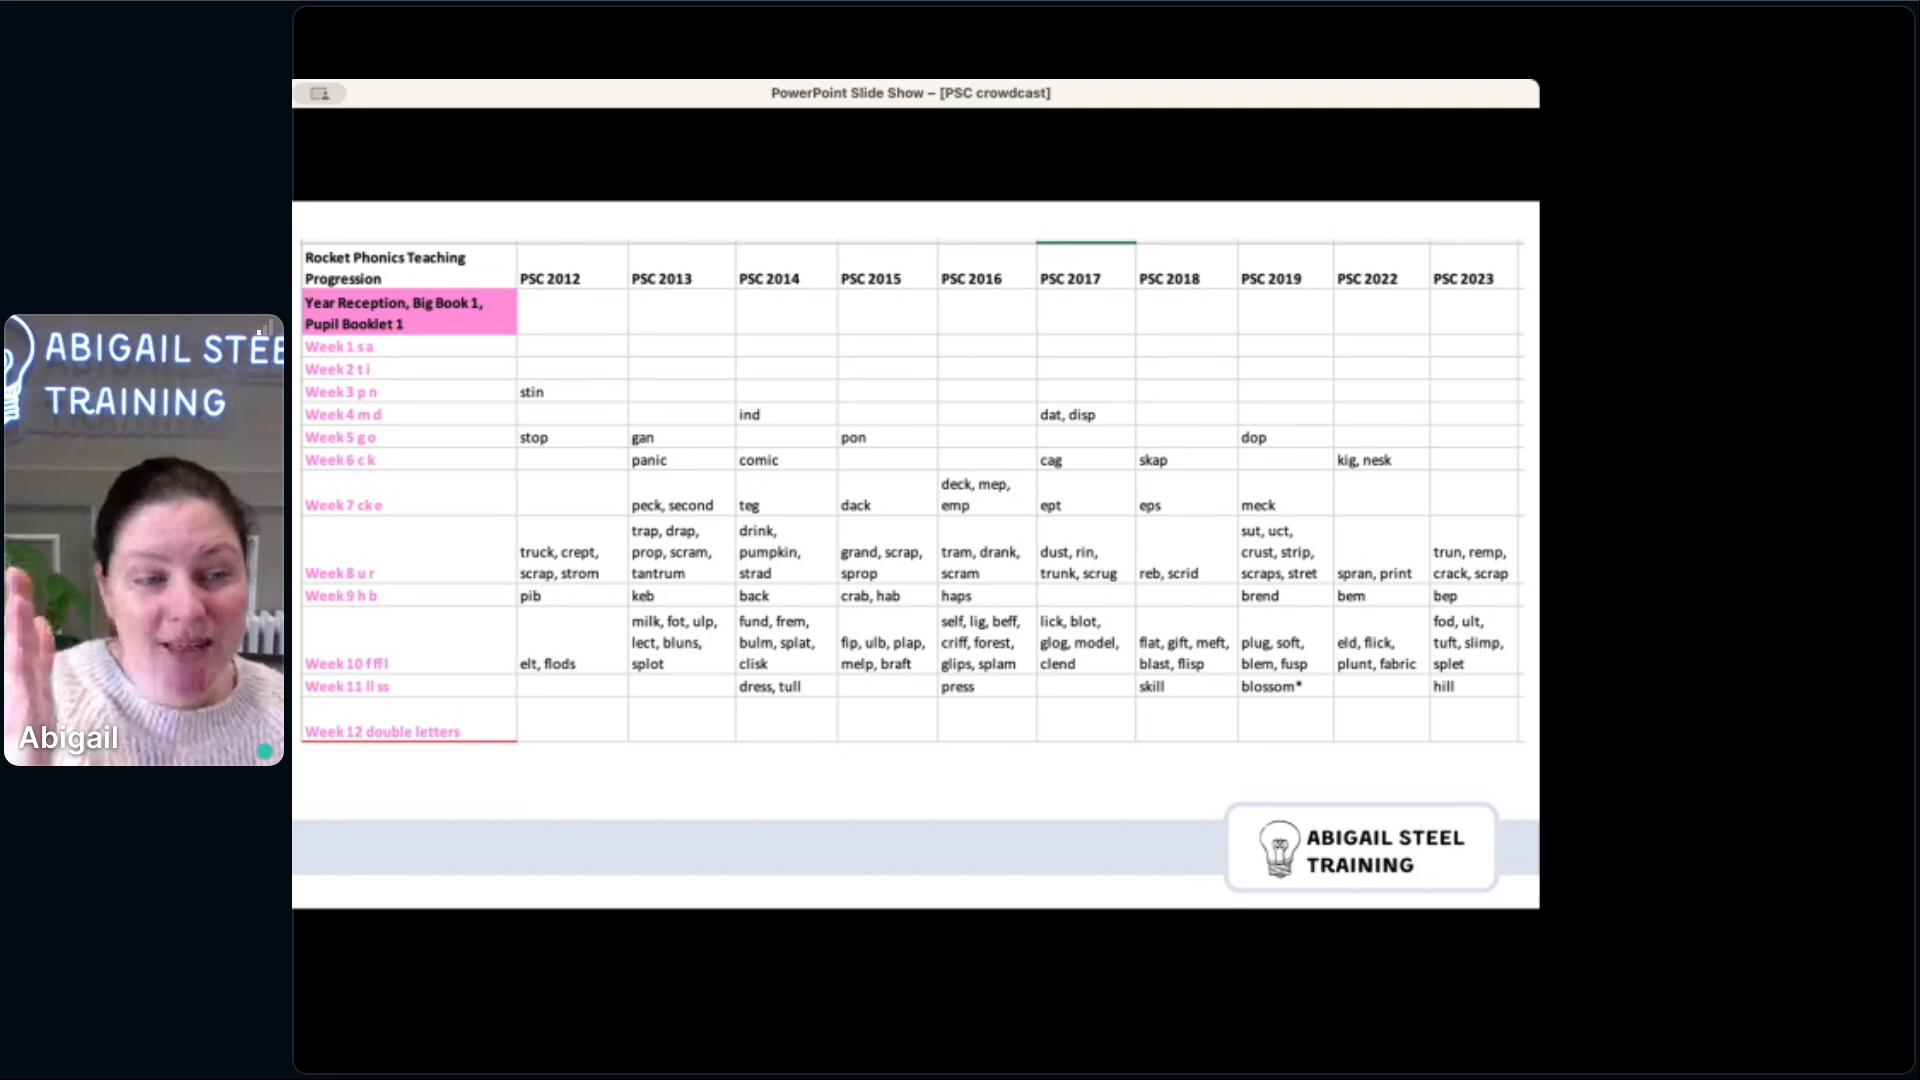 PowerPoint Slide Show – [PSC crowdcast]
Rocket Phonics Teaching
Progression
PSC 2012
PSC 2013
PSC 2014
PSC 2015
PSC 2016
PSC 2017
PSC 2018
PSC 2019
PSC 2022
PSC 2023
Year Reception, Big Book 1,
Pupil Booklet 1
Week 1 s a
Week 2 t i
Week 3 p n
stin
Week 4 m d
ind
dat, disp
Week 5 g o
stop
gan
pon
dop
Week 6 c k
panic
comic
cag
skap
kig, nesk
Week 7 ck e
peck, second
teg
dack
deck, mep,
emp
ept
eps
meck
Week 8 u r
truck, crept,
scrap, strom
trap, drap,
prop, scram,
tantrum
drink,
pumpkin,
strad
grand, scrap,
sprop
tram, drank,
scram
dust, rin,
trunk, scrug
reb, scrid
sut, uct,
crust, strip,
scraps, stret
spran, print
trun, remp,
crack, scrap
Week 9 h b
pib
keb
back
crab, hab
haps
brend
bem
bep
Week 10 f ff l
elt, flods
milk, fot, ulp,
lect, bluns,
splot
fund, frem,
bulm, splat,
clisk
fip, ulb, plap,
melp, braft
self, lig, beff,
criff, forest,
glips, splam
lick, blot,
glog, model,
clend
flat, gift, meft,
blast, flisp
plug, soft,
blem, fusp
eld, flick,
plunt, fabric
fod, ult,
tuft, slimp,
splet
Week 11 ll ss
dress, tull
press
skill
blossom*
hill
Week 12 double letters
ABIGAIL STEEL
TRAINING
ABIGAIL STEE
TRAINING
Abigail